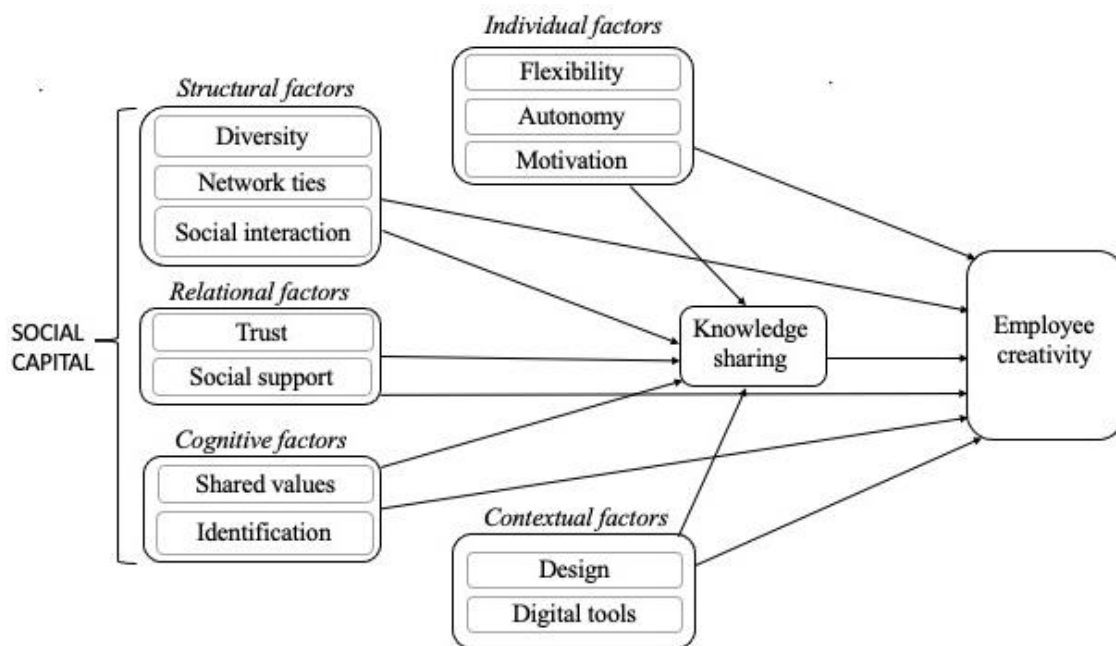 Individual factors
Flexibility
Autonomy
Motivation
Structural factors
Diversity
Network ties
Social interaction
Relational factors
Trust
Social support
SOCIAL
CAPITAL
Cognitive factors
Shared values
Identification
Knowledge
sharing
Employee
creativity
Contextual factors
Design
Digital tools